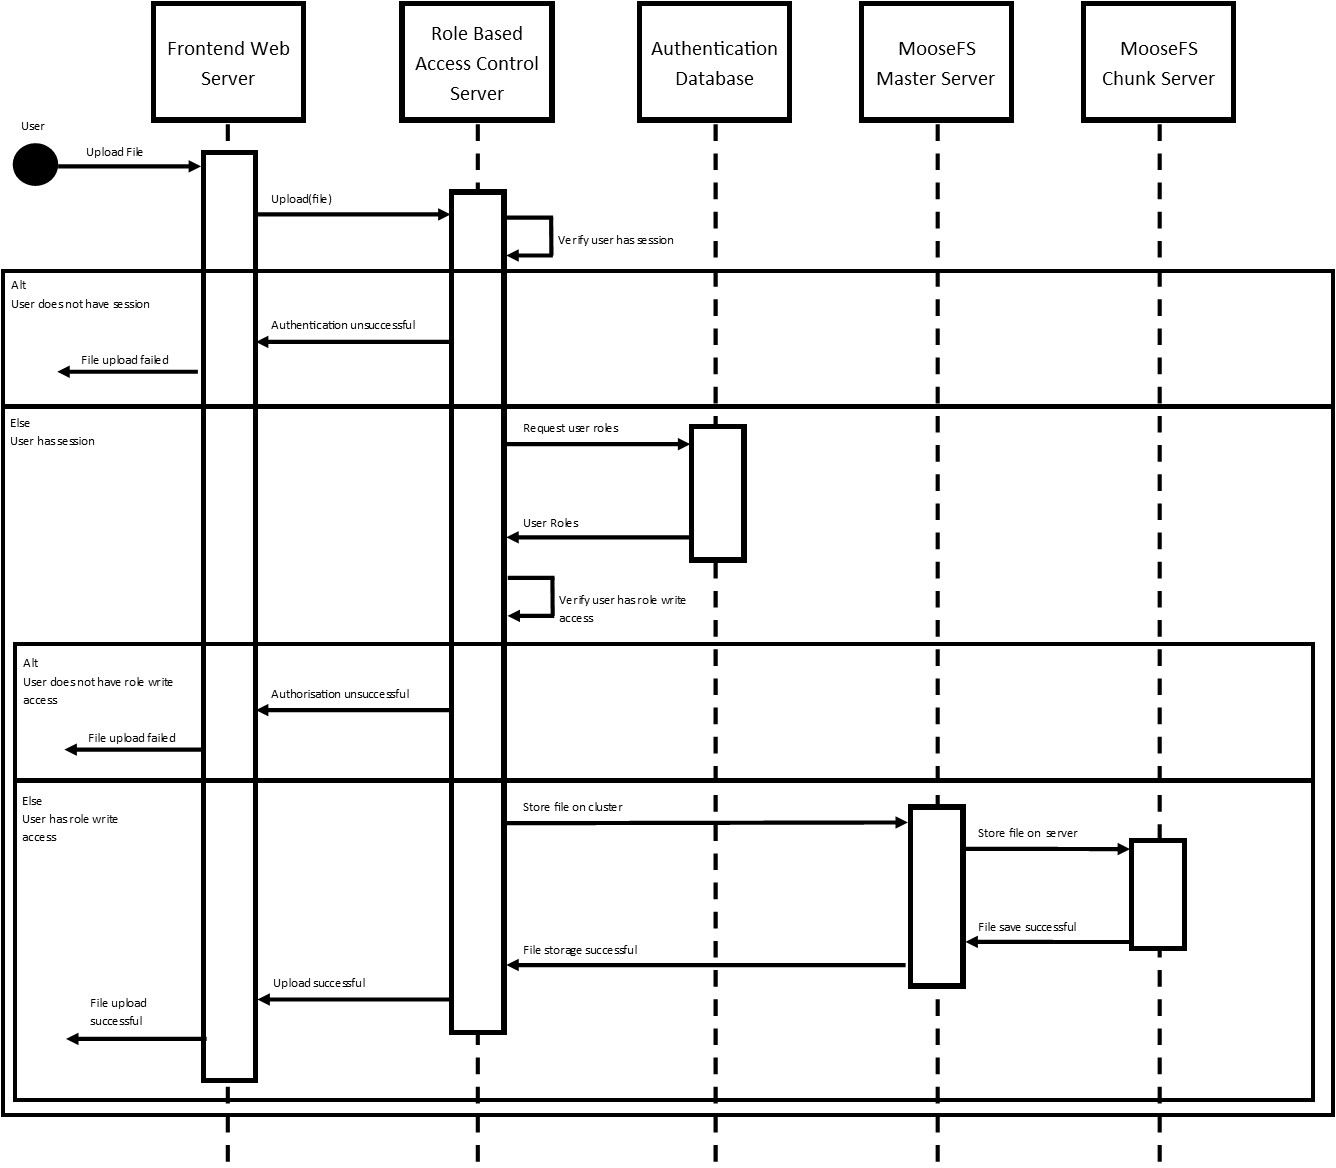 Frontend Web
Server
Role Based
Access Control
Server
Authentication
Database
MooseFS
Master Server
MooseFS
Chunk Server
User
Upload File
Upload(file)
Verify user has session
Alt
User does not have session
Authentication unsuccessful
File upload failed
Else
User has session
Request user roles
User Roles
Verify user has role write
access
Alt
User does not have role write
access
Authorisation unsuccessful
File upload failed
Else
User has role write
access
Store file on cluster
Store file on server
File save successful
File storage successful
Upload successful
File upload
successful